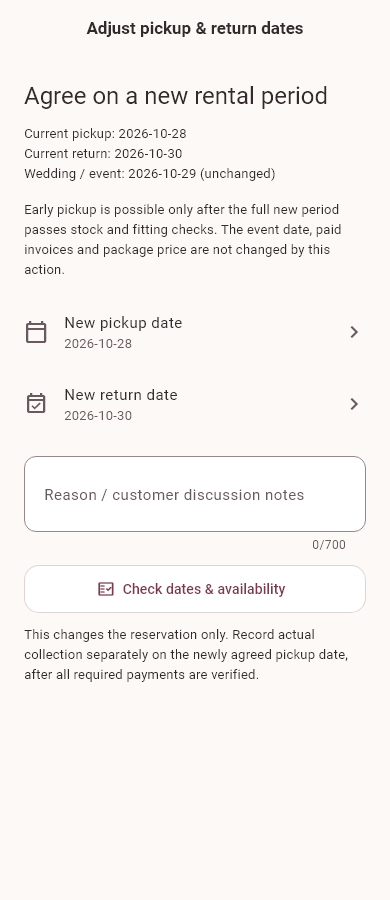 Adjust pickup & return dates
Agree on a new rental period
Current pickup: 2026-10-28
Current return: 2026-10-30
Wedding / event: 2026-10-29 (unchanged)
Early pickup is possible only after the full new period
passes stock and fitting checks. The event date, paid
invoices and package price are not changed by this
action.
New pickup date
2026-10-28
New return date
2026-10-30
Reason / customer discussion notes
0/700
Check dates & availability
This changes the reservation only. Record actual
collection separately on the newly agreed pickup date,
after all required payments are verified.